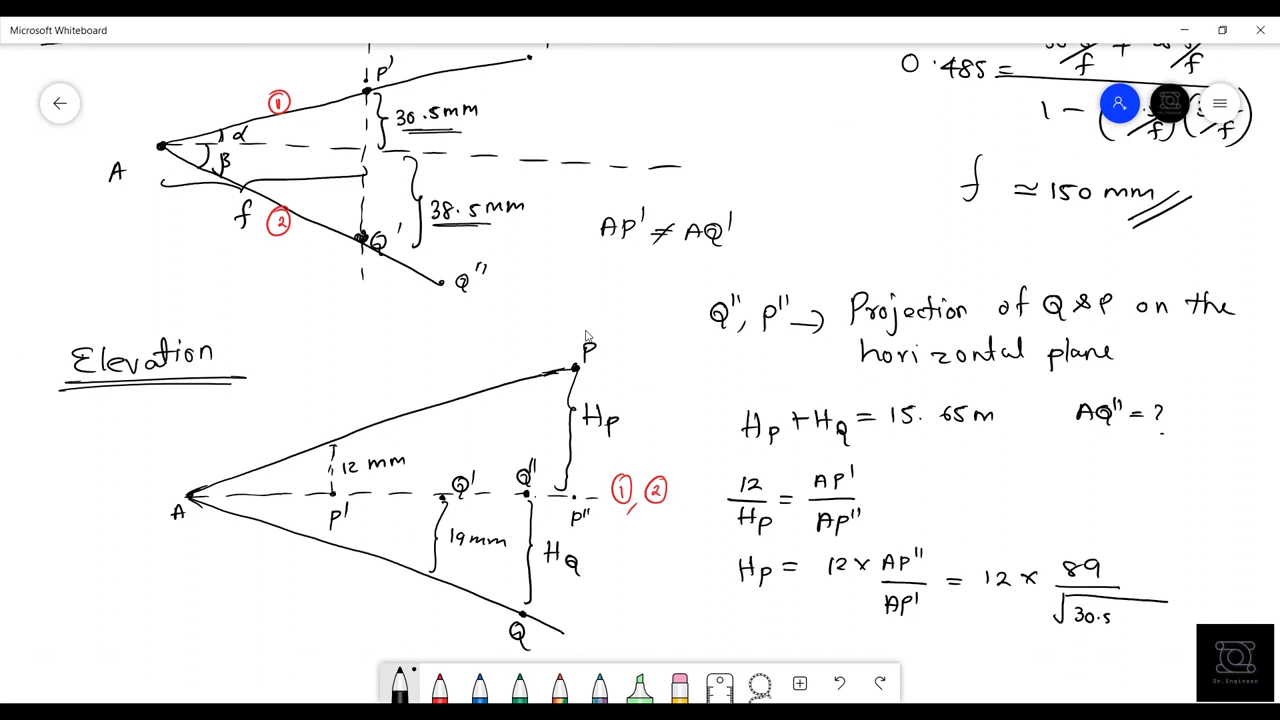 Microsoft Whiteboard
P'
① 30.5mm
α
β
A
f
② 38.5mm
Q'
AP' ≠ AQ'
Q"
0.485 =
f f
1 -
f f
f ≈ 150 mm
Q", P" → Projection of Q & P on the
horizontal plane
Elevation
P
HP
12 mm
A P' Q' Q" P" ①, ②
19mm HQ
Q
HP + HQ = 15.65m AQ" = ?
12/HP = AP'/AP"
HP = 12 × AP"/AP' = 12 × 89/√30.5
Dr.Engineer